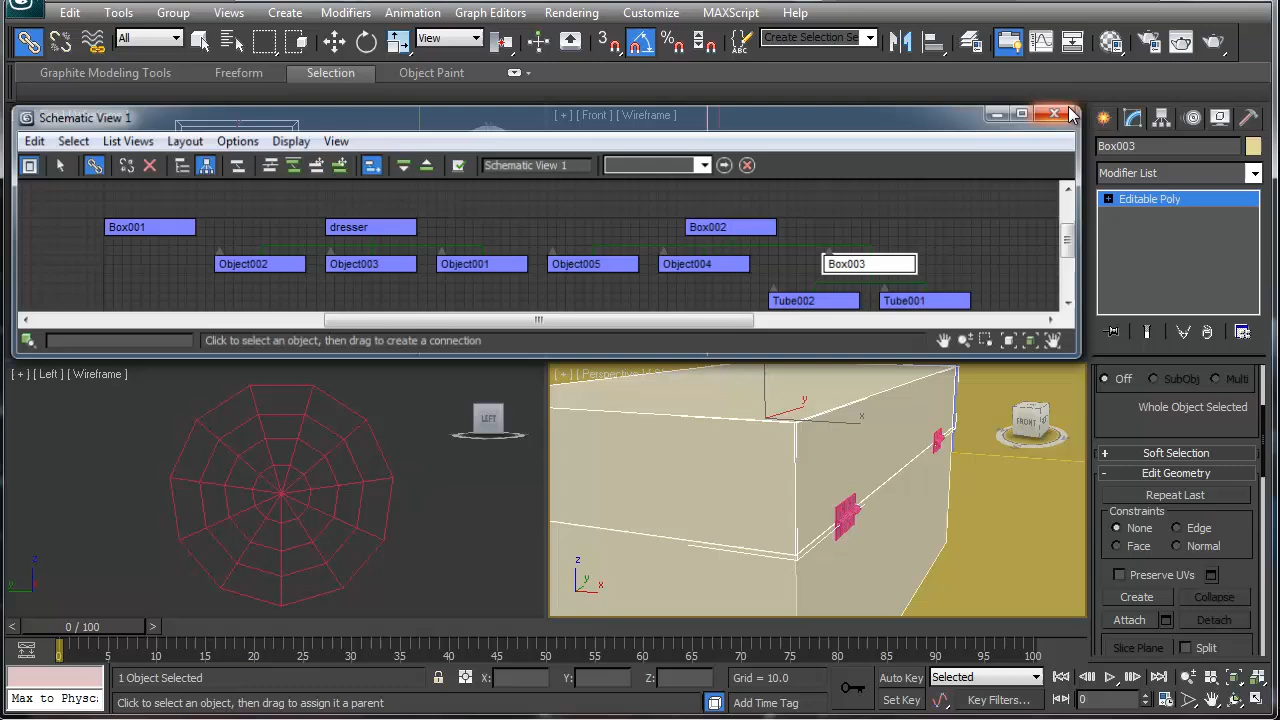 Edit Tools Group Views Create Modifiers Animation Graph Editors Rendering Customize MAXScript Help
All View 3 Create Selection Se
Graphite Modeling Tools Freeform Selection Object Paint
Schematic View 1
[ + ] [ Front ] [ Wireframe ]
Edit Select List Views Layout Options Display View
Schematic View 1
Box001 dresser Box002
Object002 Object003 Object001 Object005 Object004 Box003
Tube002 Tube001
Click to select an object, then drag to create a connection
Box003
Modifier List
Editable Poly
[ + ] [ Left ] [ Wireframe ]
LEFT
z
y x
[ + ] [ Perspective ]
y
x
FRONT
z
y
x
Off SubObj Multi
Whole Object Selected
+ Soft Selection
- Edit Geometry
Repeat Last
Constraints
None Edge
Face Normal
Preserve UVs
Create Collapse
Attach Detach
Slice Plane Split
< 0 / 100 >
0 5 10 15 20 25 30 35 40 45 50 55 60 65 70 75 80 85 90 95 100
1 Object Selected X: Y: Z: Grid = 10.0 Auto Key Selected
Max to Physc: Click to select an object, then drag to assign it a parent Add Time Tag Set Key Key Filters... 0